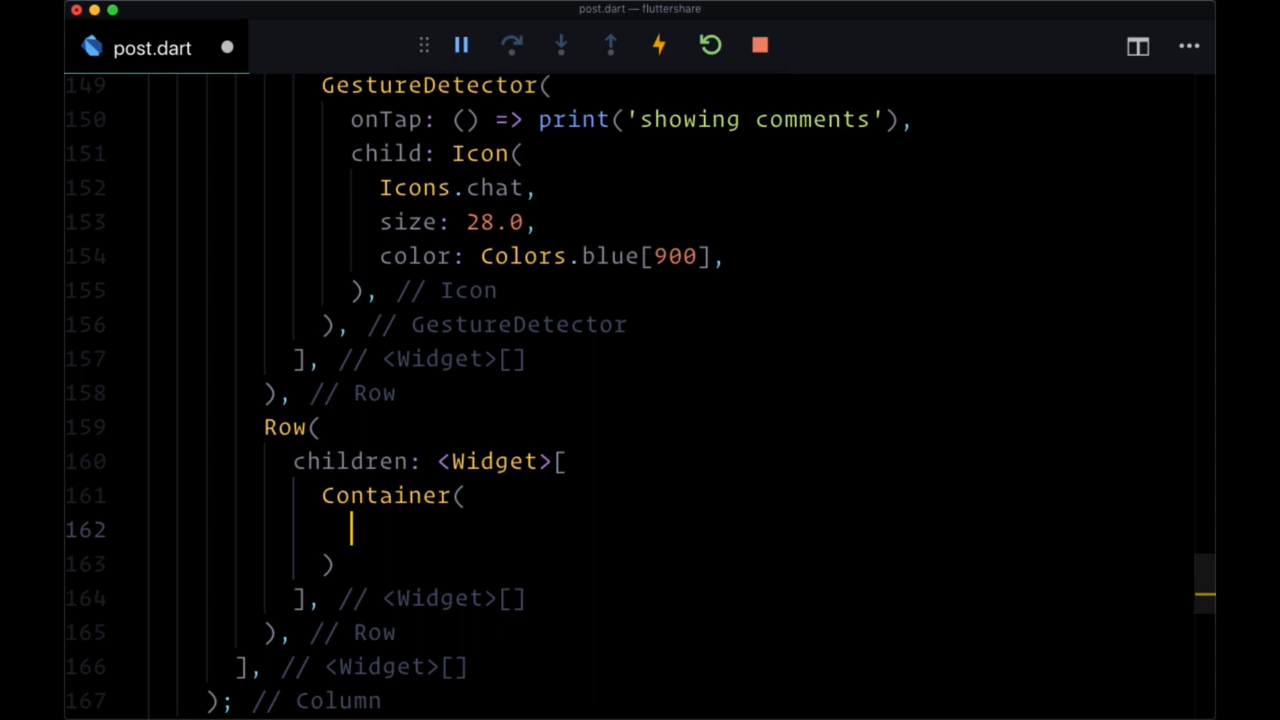 post.dart — fluttershare
post.dart
149 GestureDetector(
150 onTap: () => print('showing comments'),
151 child: Icon(
152 Icons.chat,
153 size: 28.0,
154 color: Colors.blue[900],
155 ), // Icon
156 ), // GestureDetector
157 ], // <Widget>[]
158 ), // Row
159 Row(
160 children: <Widget>[
161 Container(
162
163 )
164 ], // <Widget>[]
165 ), // Row
166 ], // <Widget>[]
167 ); // Column